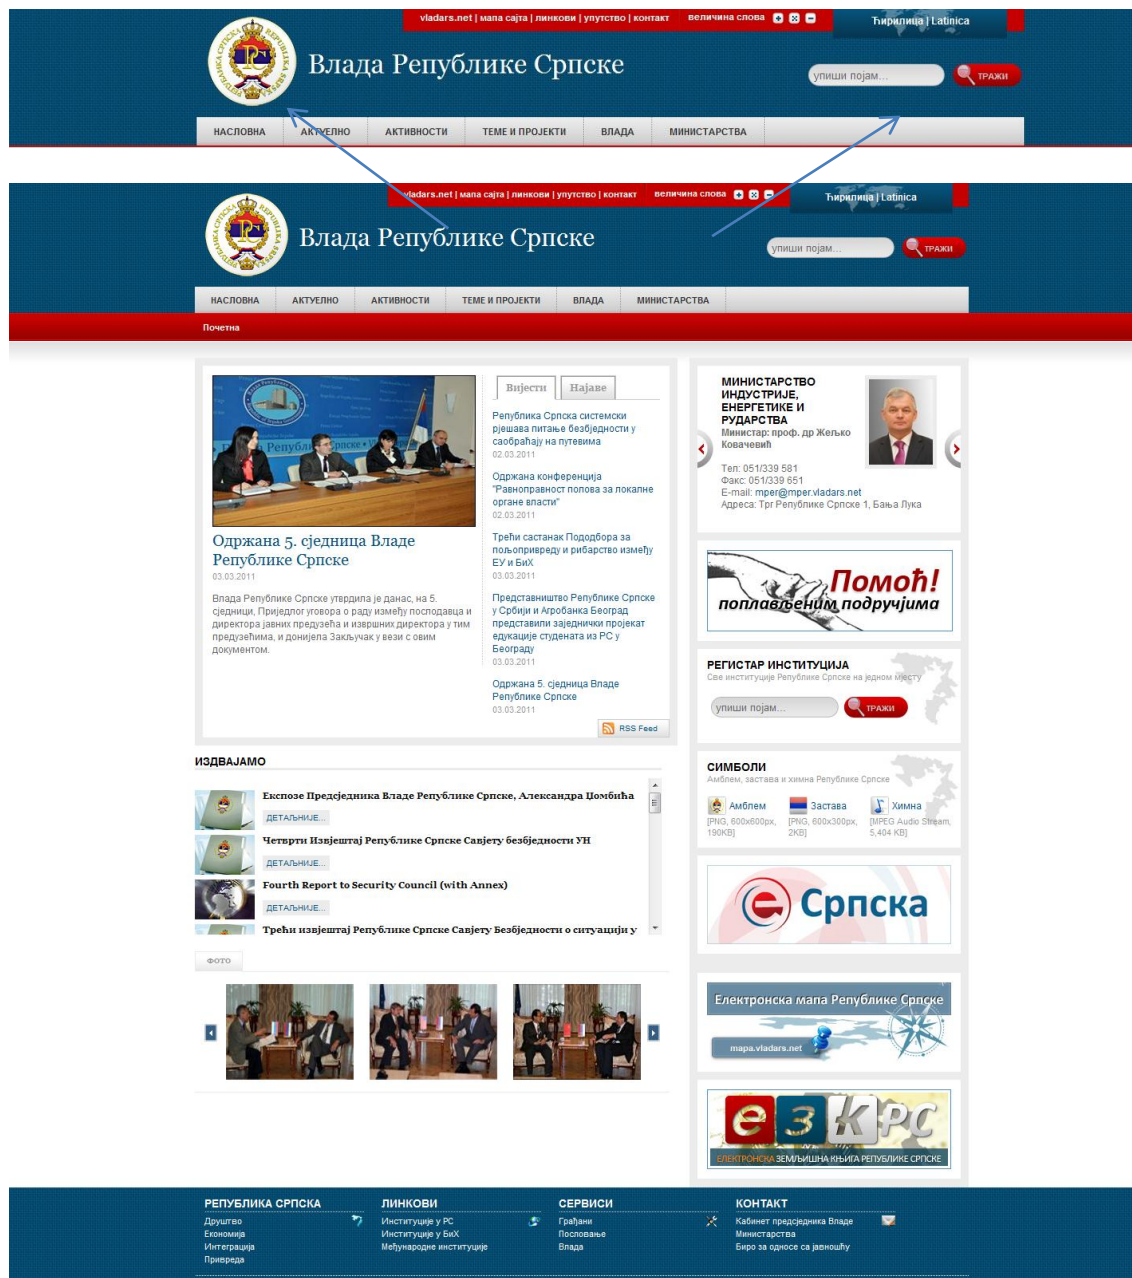 vladars.net | мапа сајта | линкови | упутство | контакт величина слова Ћирилица | Latinica
Влада Републике Српске
упиши појам... ТРАЖИ
НАСЛОВНА АКТУЕЛНО АКТИВНОСТИ ТЕМЕ И ПРОЈЕКТИ ВЛАДА МИНИСТАРСТВА
vladars.net | мапа сајта | линкови | упутство | контакт величина слова Ћирилица | Latinica
Влада Републике Српске
упиши појам... ТРАЖИ
НАСЛОВНА АКТУЕЛНО АКТИВНОСТИ ТЕМЕ И ПРОЈЕКТИ ВЛАДА МИНИСТАРСТВА
Почетна
Одржана 5. сједница Владе
Републике Српске
03.03.2011
Влада Републике Српске утврдила је данас, на 5.
сједници, Приједлог уговора о раду између послодавца и
директора јавних предузећа и извршних директора у тим
предузећима, и донијела Закључак у вези с овим
документом.
Вијести Најаве
Република Српска системски
рјешава питање безбједности у
саобраћају на путевима
02.03.2011
Одржана конференција
"Равноправност полова за локалне
органе власти"
02.03.2011
Трећи састанак Пододбора за
пољопривреду и рибарство између
ЕУ и БиХ
03.03.2011
Представништво Републике Српске
у Србији и Агробанка Београд
представили заједнички пројекат
едукације студената из РС у
Београду
03.03.2011
Одржана 5. сједница Владе
Републике Српске
03.03.2011
RSS Feed
МИНИСТАРСТВО
ИНДУСТРИЈЕ,
ЕНЕРГЕТИКЕ И
РУДАРСТВА
Министар: проф. др Жељко
Ковачевић
Тел: 051/339 581
Факс: 051/339 651
E-mail: mper@mper.vladars.net
Адреса: Трг Републике Српске 1, Бања Лука
Помоћ!
поплављеним подручјима
РЕГИСТАР ИНСТИТУЦИЈА
Све институције Републике Српске на једном мјесту
упиши појам... ТРАЖИ
СИМБОЛИ
Амблем, застава и химна Републике Српске
Амблем Застава Химна
[PNG, 600x600px, [PNG, 600x300px, [MPEG Audio Stream,
190KB] 2KB] 5,404 KB]
е Српска
Електронска мапа Републике Српске
mapa.vladars.net
е З К РС
ЕЛЕКТРОНСКА ЗЕМЉИШНА КЊИГА РЕПУБЛИКЕ СРПСКЕ
ИЗДВАЈАМО
Експозе Предсједника Владе Републике Српске, Александра Џомбића
ДЕТАЉНИЈЕ...
Четврти Извјештај Републике Српске Савјету безбједности УН
ДЕТАЉНИЈЕ...
Fourth Report to Security Council (with Annex)
ДЕТАЉНИЈЕ...
Трећи извјештај Републике Српске Савјету Безбједности о ситуацији у
ФОТО
РЕПУБЛИКА СРПСКА
Друштво
Економија
Интеграција
Привреда
ЛИНКОВИ
Институције у РС
Институције у БиХ
Међународне институције
СЕРВИСИ
Грађани
Пословање
Влада
КОНТАКТ
Кабинет предсједника Владе
Министарства
Биро за односе са јавношћу